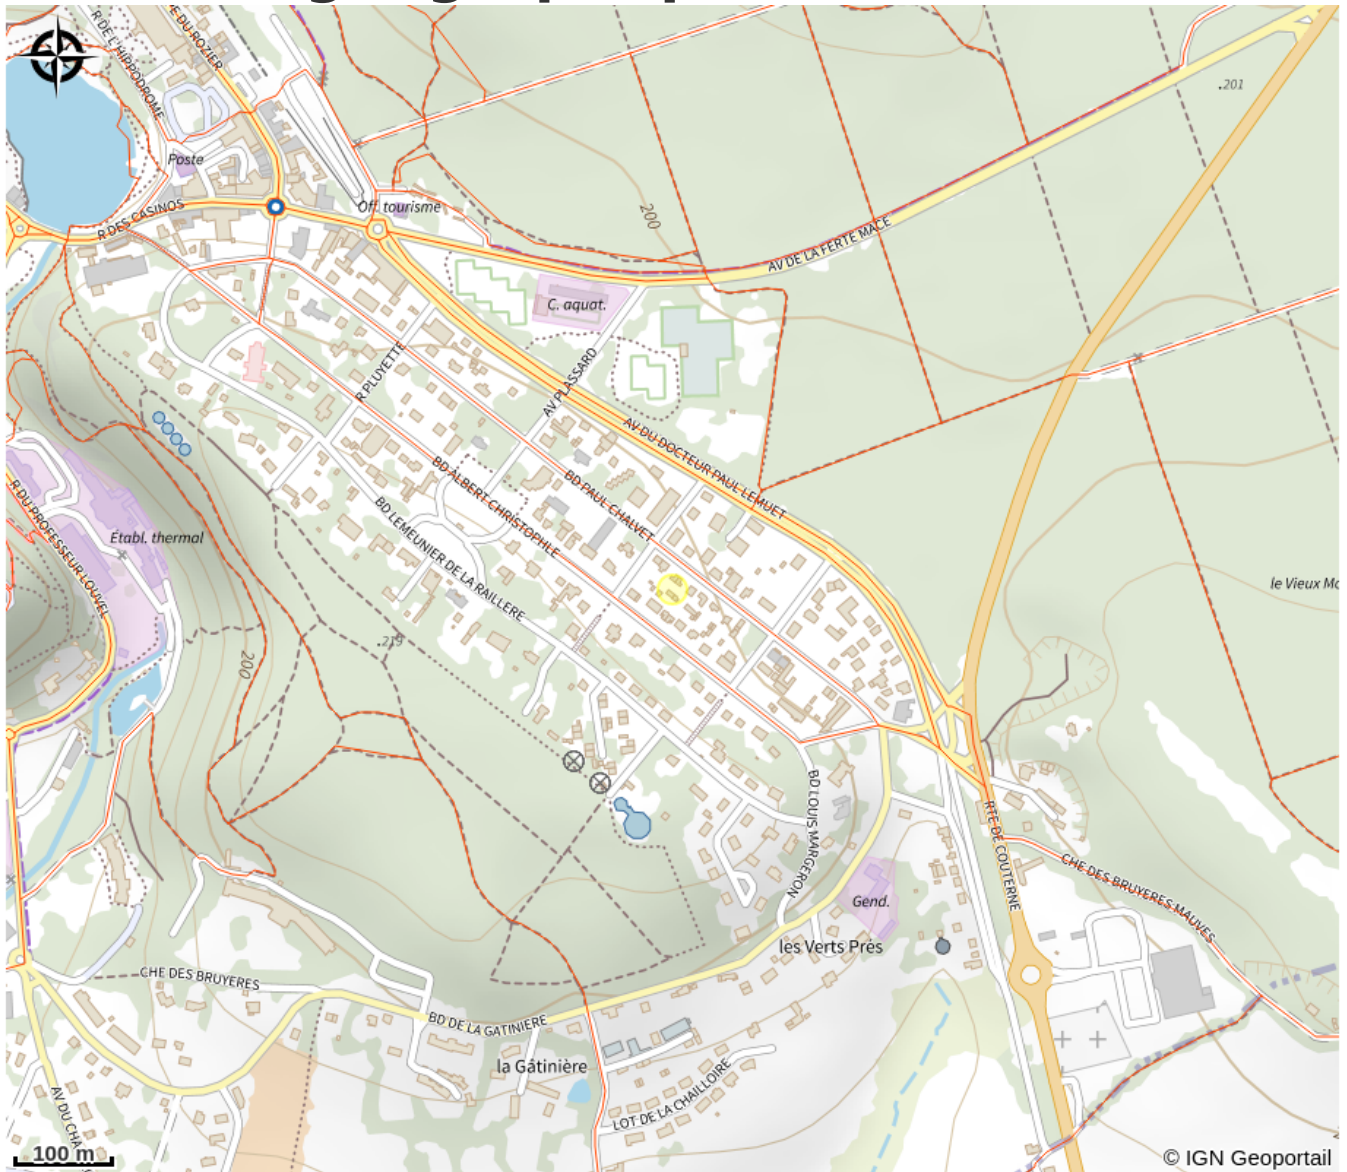 R DE L'HIPPODROME
E DU ROZIER
.201
Poste
Off. tourisme
200
R DES CASINOS
AV DE LA FERTE MACE
C. aquat.
R PLUYETTE
AV PLASSARD
AV DU DOCTEUR PAUL LEMUET
BD ALBERT CHRISTOPHLE
BD PAUL CHALVET
R DU PROFESSEUR LOUVEL
Établ. thermal
BD LEMEUNIER DE LA RAILLERE
le Vieux Mo
.219
200
BD LOUIS MARGERON
RTE DE COUTERNE
CHE DES BRUYERES MAUVES
Gend.
les Verts Prés
CHE DES BRUYERES
BD DE LA GATINIERE
la Gâtinière
LOT DE LA CHAILLOIRE
AV DU CHA
100 m
© IGN Geoportail